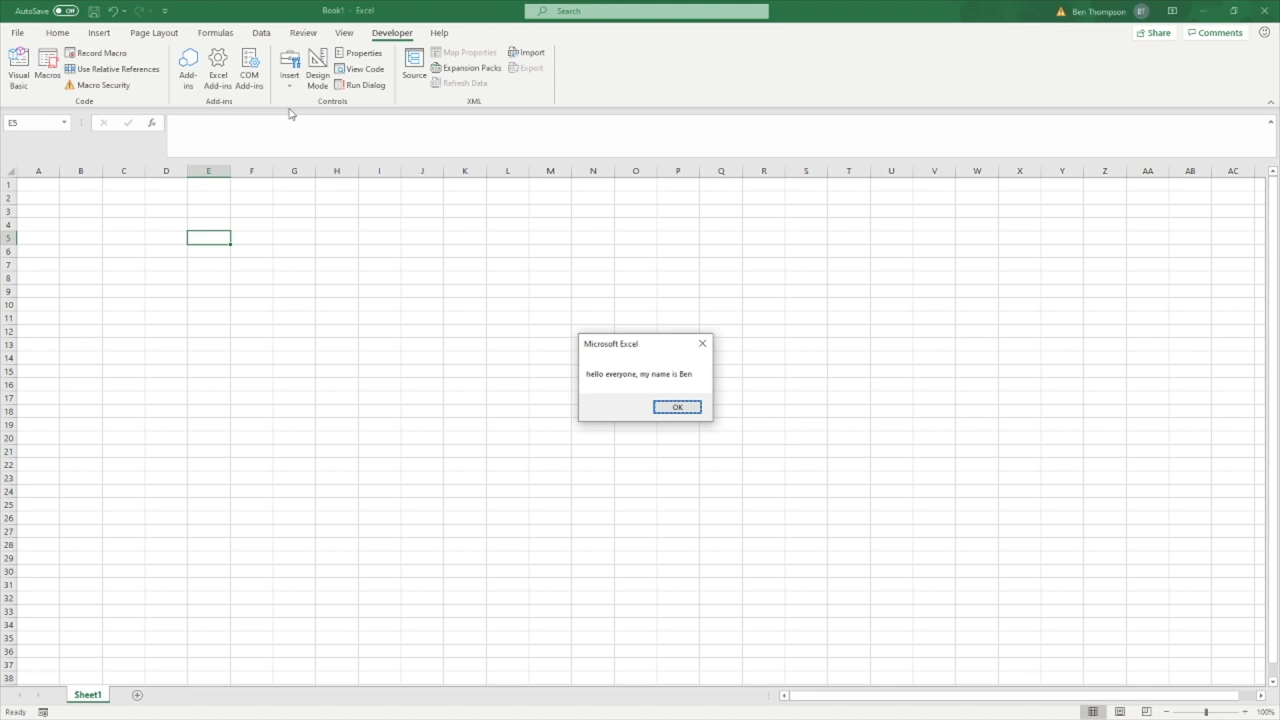 AutoSave Off Book1 - Excel Search Ben Thompson BT
File Home Insert Page Layout Formulas Data Review View Developer Help Share Comments
Visual Basic
Macros
Record Macro
Use Relative References
Macro Security
Code
Add-ins
Excel Add-ins
COM Add-ins
Add-ins
Insert
Design Mode
Properties
View Code
Run Dialog
Controls
Source
Map Properties
Expansion Packs
Refresh Data
Import
Export
XML
E5 fx
A B C D E F G H I J K L M N O P Q R S T U V W X Y Z AA AB AC
1
2
3
4
5
6
7
8
9
10
11
12
13
14
15
16
17
18
19
20
21
22
23
24
25
26
27
28
29
30
31
32
33
34
35
36
37
38
Microsoft Excel
hello everyone, my name is Ben
OK
Sheet1
Ready 100%